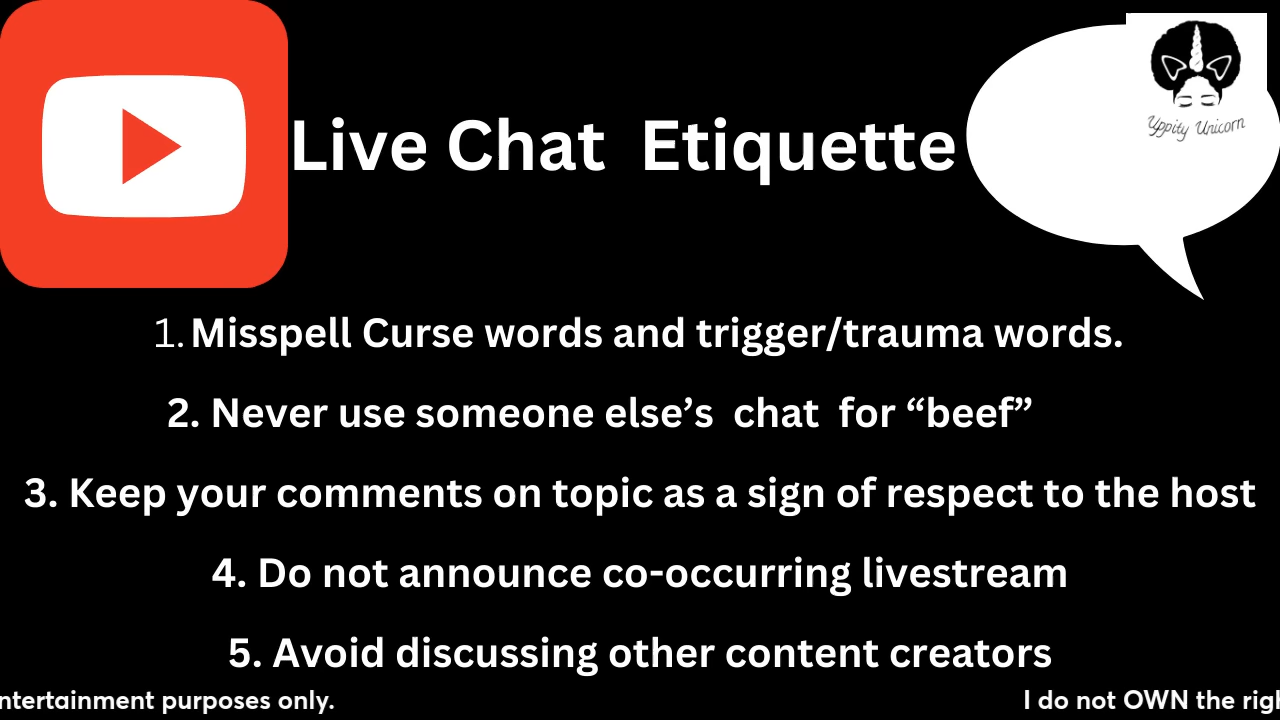 Uppity Unicorn
Live Chat Etiquette
1. Misspell Curse words and trigger/trauma words.
2. Never use someone else’s chat for “beef”
3. Keep your comments on topic as a sign of respect to the host
4. Do not announce co-occurring livestream
5. Avoid discussing other content creators
ntertainment purposes only. I do not OWN the righ